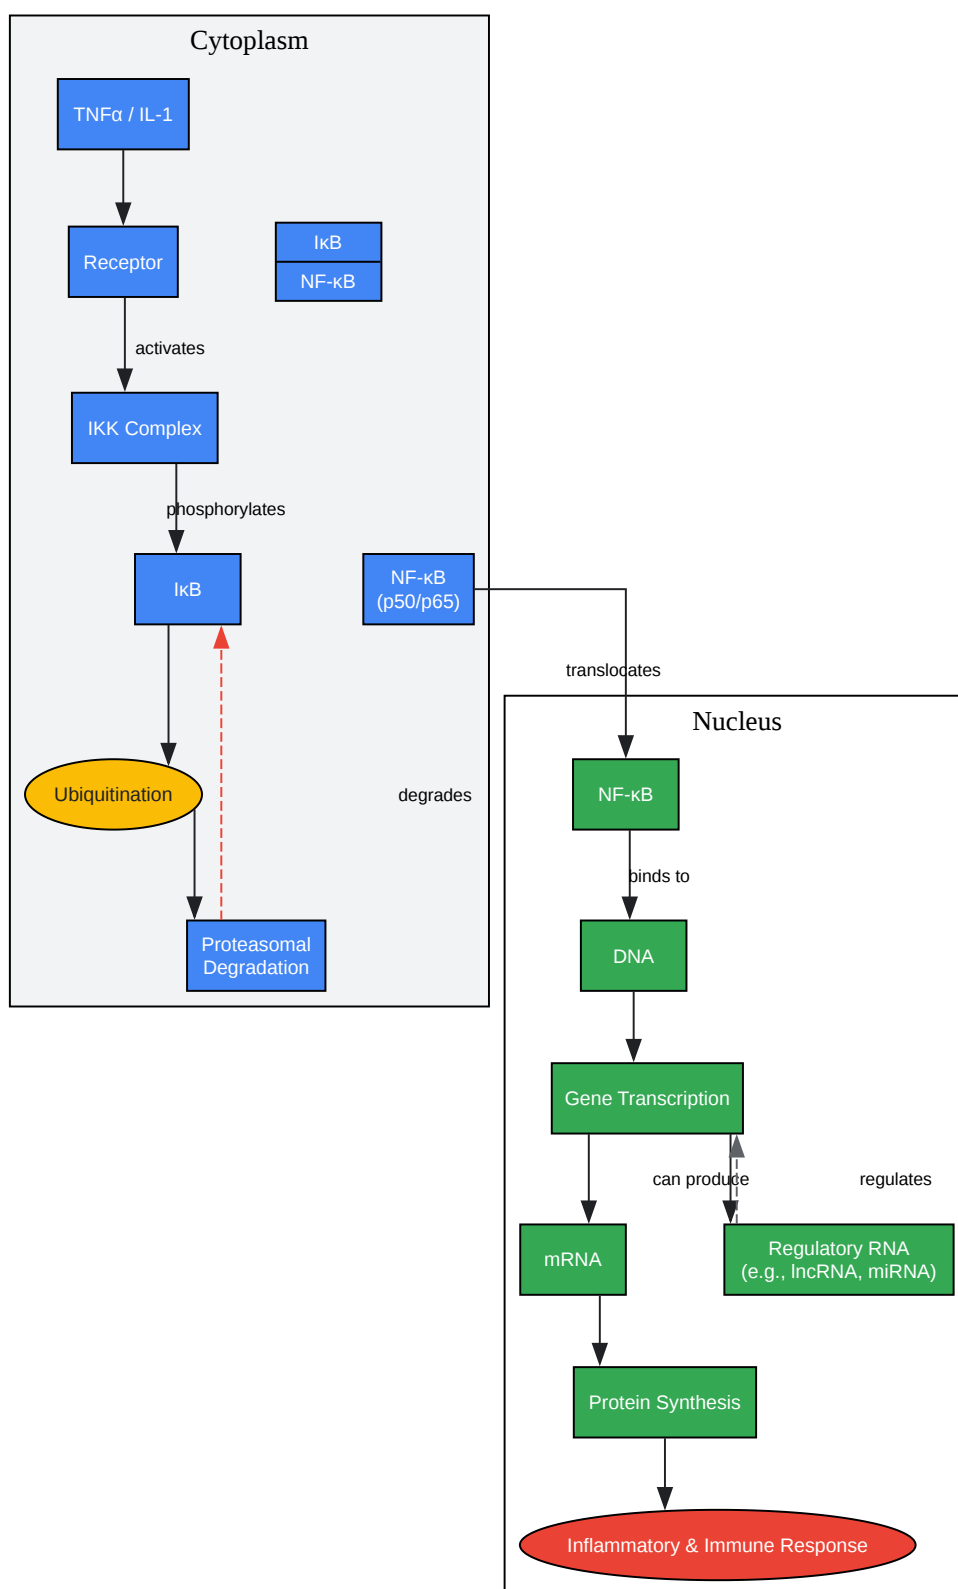 Cytoplasm
TNFα / IL-1
Receptor
IκB
NF-κB
activates
IKK Complex
phosphorylates
IκB
NF-κB
(p50/p65)
translocates
Nucleus
Ubiquitination
degrades
NF-κB
binds to
Proteasomal
Degradation
DNA
Gene Transcription
can produce
regulates
mRNA
Regulatory RNA
(e.g., lncRNA, miRNA)
Protein Synthesis
Inflammatory & Immune Response